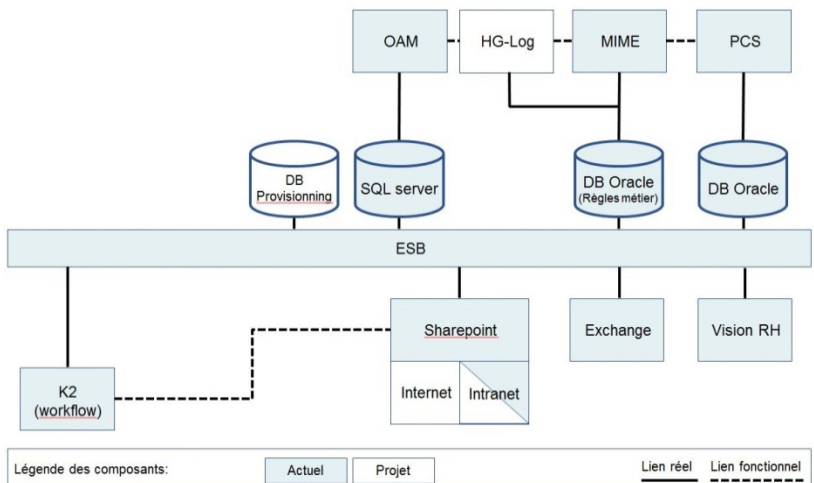 OAM
HG-Log
MIME
PCS
DB
Provisionning
SQL server
DB Oracle
(Règles métier)
DB Oracle
ESB
Sharepoint
Exchange
Vision RH
Internet
Intranet
K2
(workflow)
Légende des composants:
Actuel
Projet
Lien réel
Lien fonctionnel